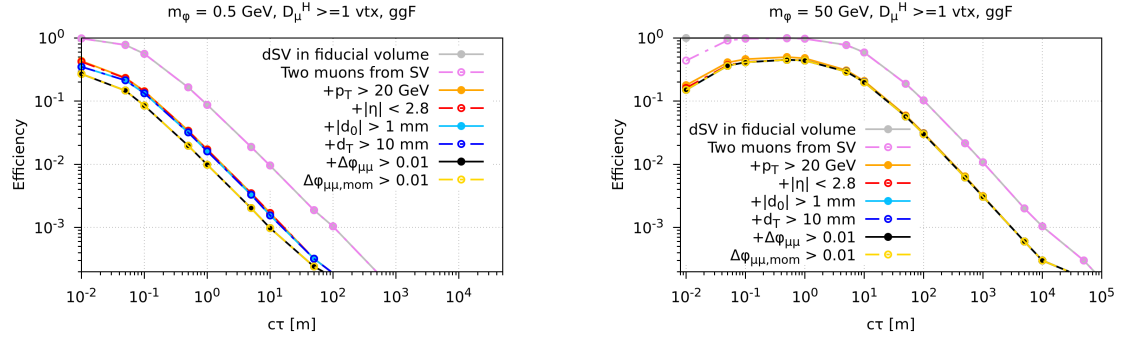 m_φ = 0.5 GeV, D_μ^H >=1 vtx, ggF
Efficiency
10^0
10^-1
10^-2
10^-3
dSV in fiducial volume
Two muons from SV
+p_T > 20 GeV
+|η| < 2.8
+|d_0| > 1 mm
+d_T > 10 mm
+Δφ_μμ > 0.01
Δφ_μμ,mom > 0.01
10^-2 10^-1 10^0 10^1 10^2 10^3 10^4
cτ [m]
m_φ = 50 GeV, D_μ^H >=1 vtx, ggF
Efficiency
10^0
10^-1
10^-2
10^-3
dSV in fiducial volume
Two muons from SV
+p_T > 20 GeV
+|η| < 2.8
+|d_0| > 1 mm
+d_T > 10 mm
+Δφ_μμ > 0.01
Δφ_μμ,mom > 0.01
10^-2 10^-1 10^0 10^1 10^2 10^3 10^4 10^5
cτ [m]